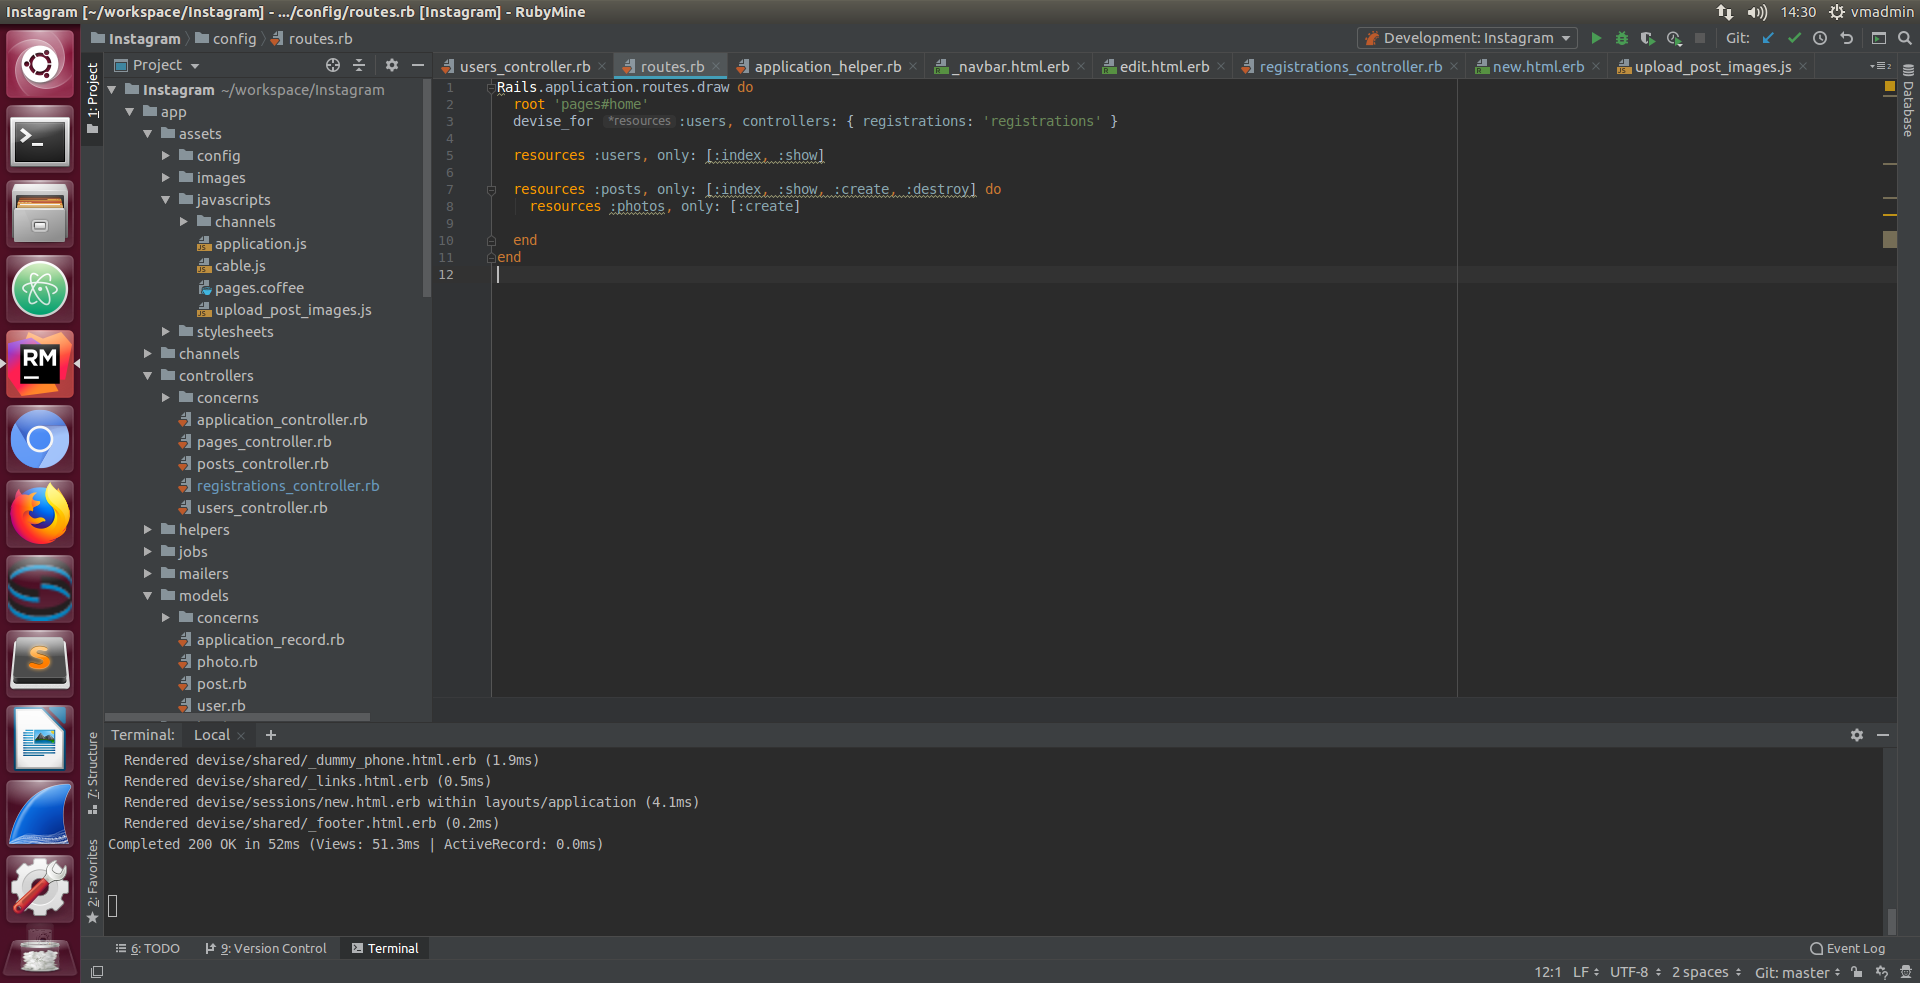 Instagram [~/workspace/Instagram] - .../config/routes.rb [Instagram] - RubyMine
14:30
vmadmin
Instagram
config
routes.rb
Development: Instagram
Git:
1: Project
Project
users_controller.rb
routes.rb
application_helper.rb
_navbar.html.erb
edit.html.erb
registrations_controller.rb
new.html.erb
upload_post_images.js
Database
Instagram ~/workspace/Instagram
app
assets
config
images
javascripts
channels
application.js
cable.js
pages.coffee
upload_post_images.js
stylesheets
channels
controllers
concerns
application_controller.rb
pages_controller.rb
posts_controller.rb
registrations_controller.rb
users_controller.rb
helpers
jobs
mailers
models
concerns
application_record.rb
photo.rb
post.rb
user.rb
1 Rails.application.routes.draw do
2 root 'pages#home'
3 devise_for *resources :users, controllers: { registrations: 'registrations' }
4
5 resources :users, only: [:index, :show]
6
7 resources :posts, only: [:index, :show, :create, :destroy] do
8 resources :photos, only: [:create]
9
10 end
11 end
12
RM
S
7: Structure
2: Favorites
Terminal:
Local
Rendered devise/shared/_dummy_phone.html.erb (1.9ms)
Rendered devise/shared/_links.html.erb (0.5ms)
Rendered devise/sessions/new.html.erb within layouts/application (4.1ms)
Rendered devise/shared/_footer.html.erb (0.2ms)
Completed 200 OK in 52ms (Views: 51.3ms | ActiveRecord: 0.0ms)
6: TODO
9: Version Control
Terminal
Event Log
12:1
LF
UTF-8
2 spaces
Git: master